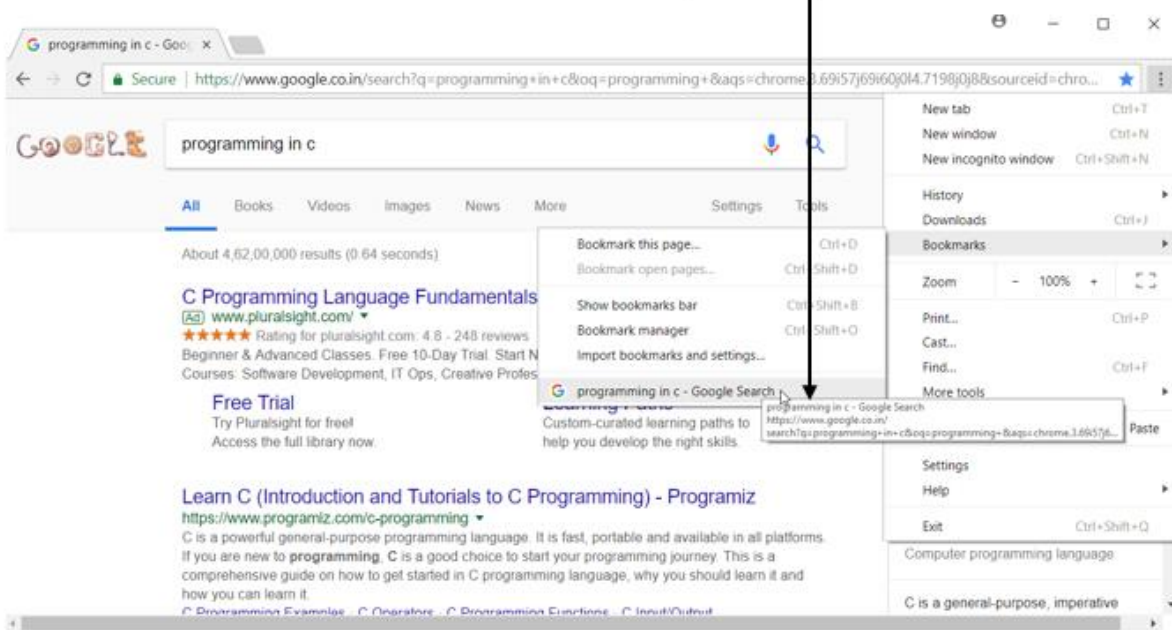 programming in c - Goo
Secure | https://www.google.co.in/search?q=programming+in+c&oq=programming+&aqs=chrome.3.69i57j69i60j0l4.7198j0j8&sourceid=chro...
New tab Ctrl+T
New window Ctrl+N
New incognito window Ctrl+Shift+N
GOOGLE
programming in c
All Books Videos Images News More Settings Tools
History
Downloads Ctrl+J
Bookmarks
Zoom - 100% +
Print... Ctrl+P
Cast...
Find... Ctrl+F
More tools
Paste
Settings
Help
Exit Ctrl+Shift+Q
Bookmark this page... Ctrl+D
Bookmark open pages... Ctrl+Shift+D
Show bookmarks bar Ctrl+Shift+B
Bookmark manager Ctrl+Shift+O
Import bookmarks and settings...
programming in c - Google Search
programming in c - Google Search
https://www.google.co.in/
search?q=programming+in+c&oq=programming+&aqs=chrome.3.69i57j6...
About 4,62,00,000 results (0.64 seconds)
C Programming Language Fundamentals
Ad www.pluralsight.com/
Rating for pluralsight.com: 4.8 - 248 reviews
Beginner & Advanced Classes. Free 10-Day Trial. Start N
Courses: Software Development, IT Ops, Creative Profes
Free Trial
Try Pluralsight for free!
Access the full library now.
Learning Paths
Custom-curated learning paths to
help you develop the right skills.
Learn C (Introduction and Tutorials to C Programming) - Programiz
https://www.programiz.com/c-programming
C is a powerful general-purpose programming language. It is fast, portable and available in all platforms.
If you are new to programming, C is a good choice to start your programming journey. This is a
comprehensive guide on how to get started in C programming language, why you should learn it and
how you can learn it.
C Programming Examples · C Operators · C Programming Functions · C Input/Output
Computer programming language
C is a general-purpose, imperative